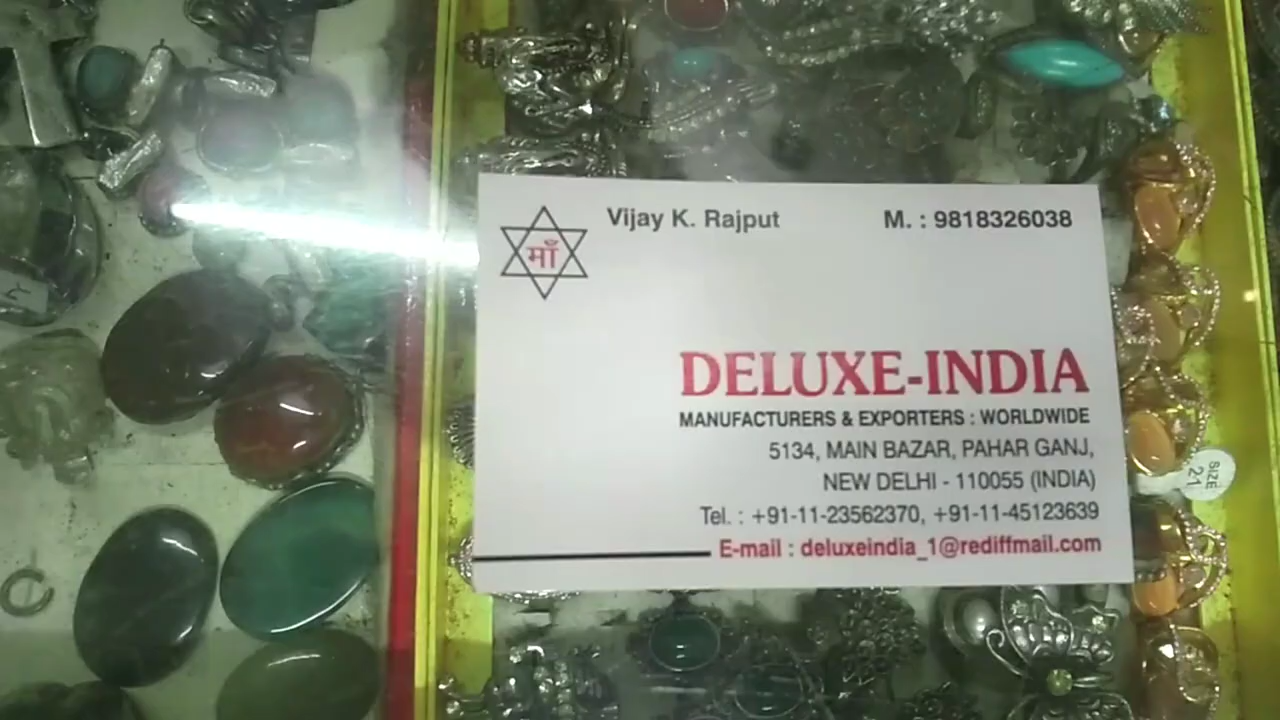 Vijay K. Rajput M. : 9818326038
माँ
DELUXE-INDIA
MANUFACTURERS & EXPORTERS : WORLDWIDE
5134, MAIN BAZAR, PAHAR GANJ,
NEW DELHI - 110055 (INDIA)
Tel. : +91-11-23562370, +91-11-45123639
E-mail : deluxeindia_1@rediffmail.com
SIZE
21